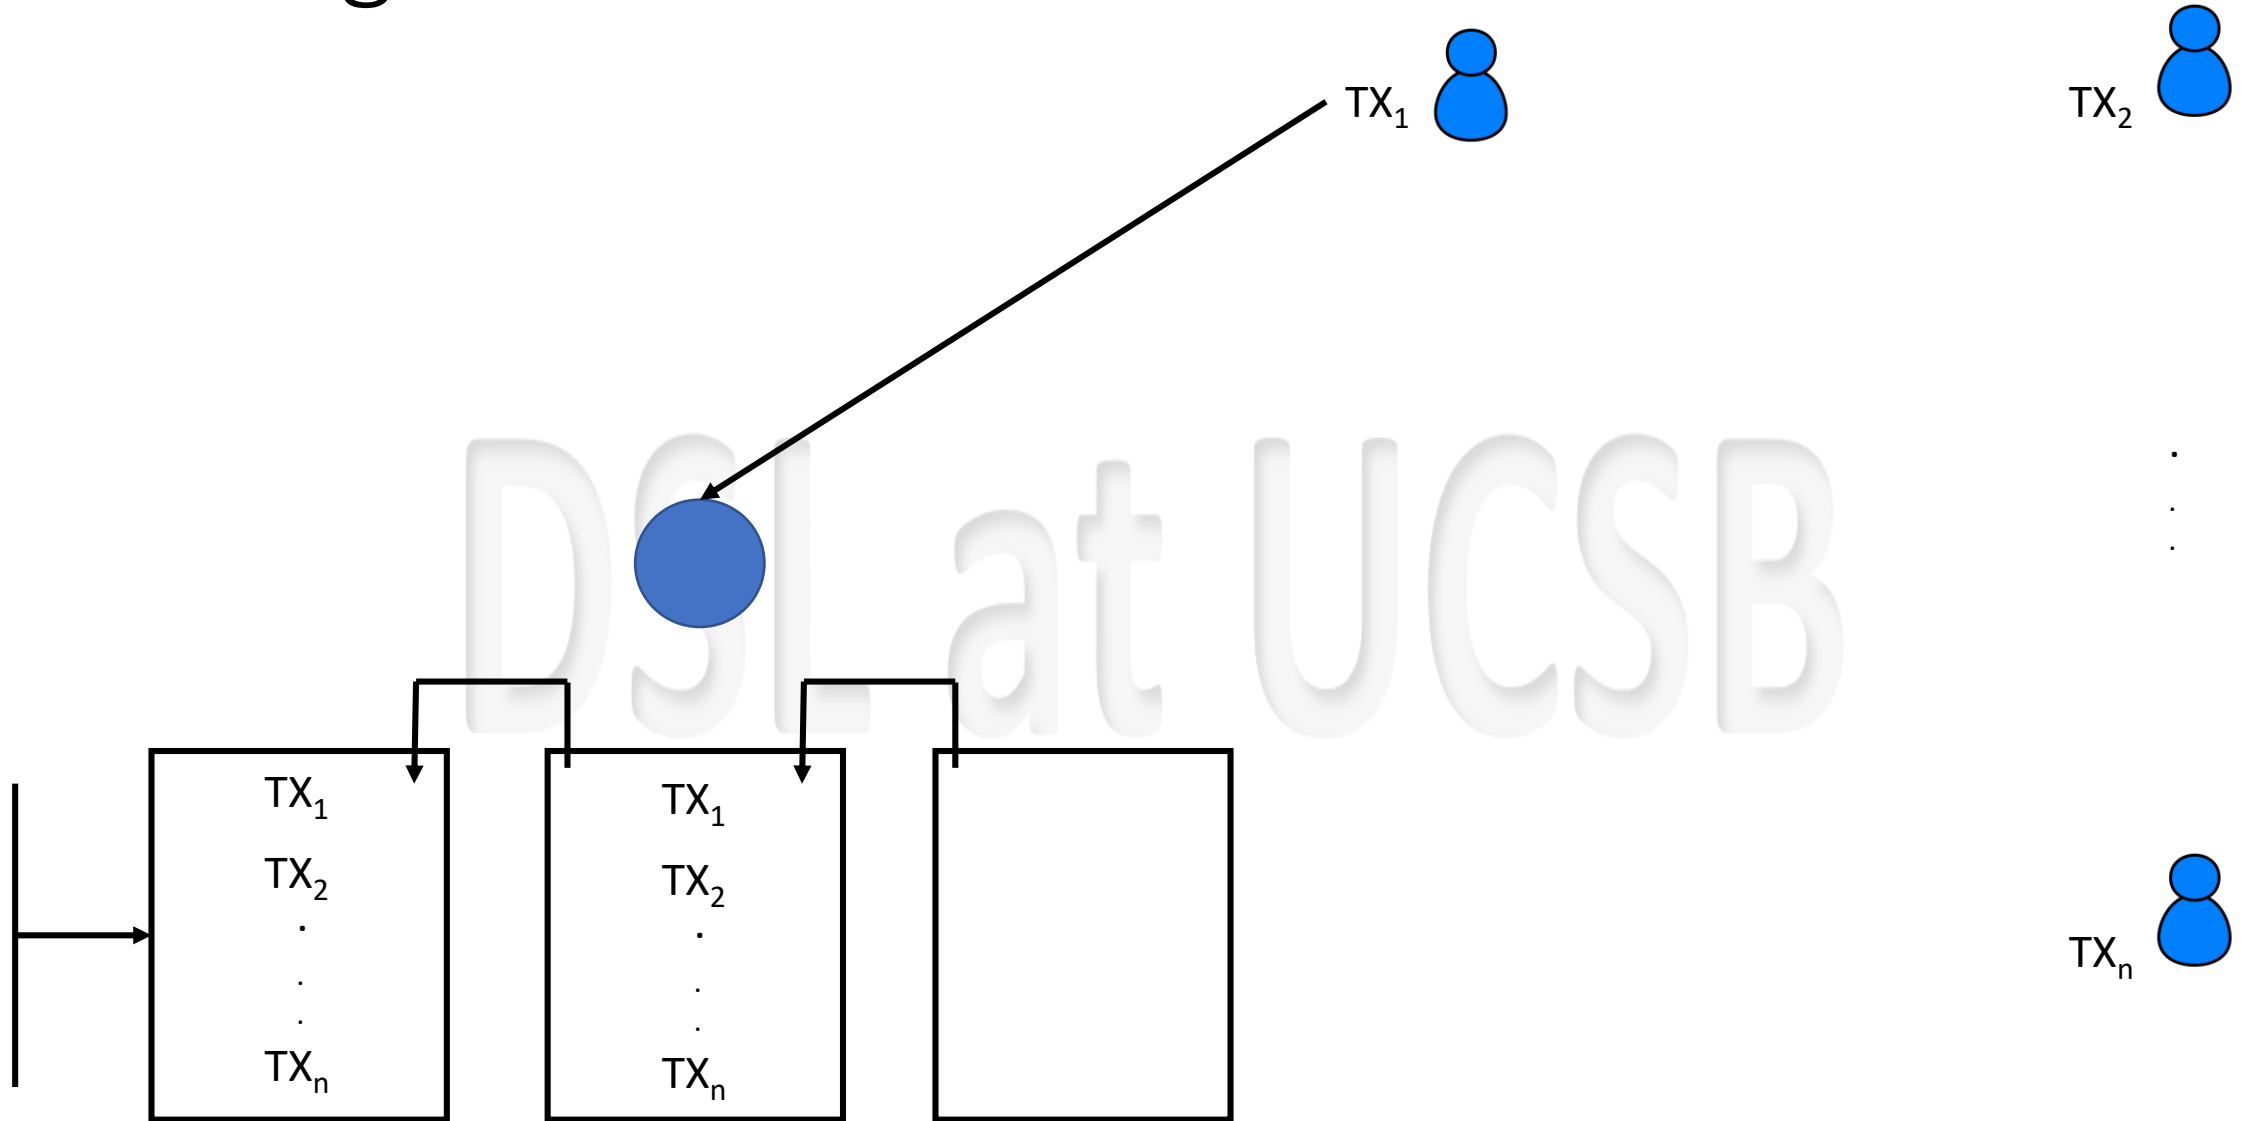 TX₁
TX₂
.
.
.
DSL at UCSB
TX₁
TX₂
.
.
.
TXₙ
TX₁
TX₂
.
.
.
TXₙ
TXₙ